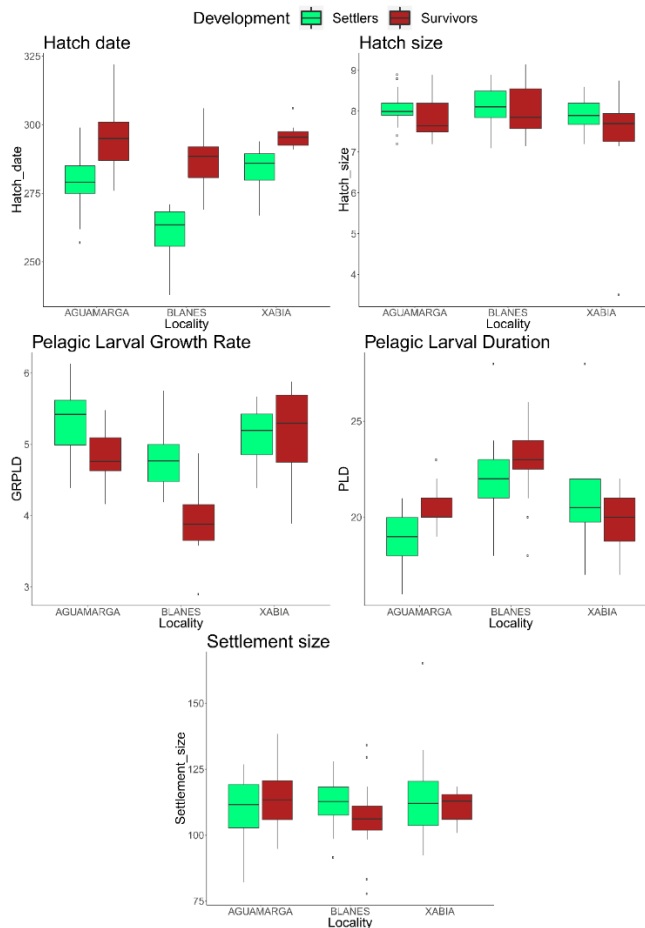 Development Settlers Survivors
Hatch date
325
300
275
250
Hatch_date
AGUAMARGA BLANES XABIA
Locality
Hatch size
9
8
7
6
5
4
Hatch_size
AGUAMARGA BLANES XABIA
Locality
Pelagic Larval Growth Rate
6
5
4
3
GRPLD
AGUAMARGA BLANES XABIA
Locality
Pelagic Larval Duration
25
20
PLD
AGUAMARGA BLANES XABIA
Locality
Settlement size
150
125
100
75
Settlement_size
AGUAMARGA BLANES XABIA
Locality